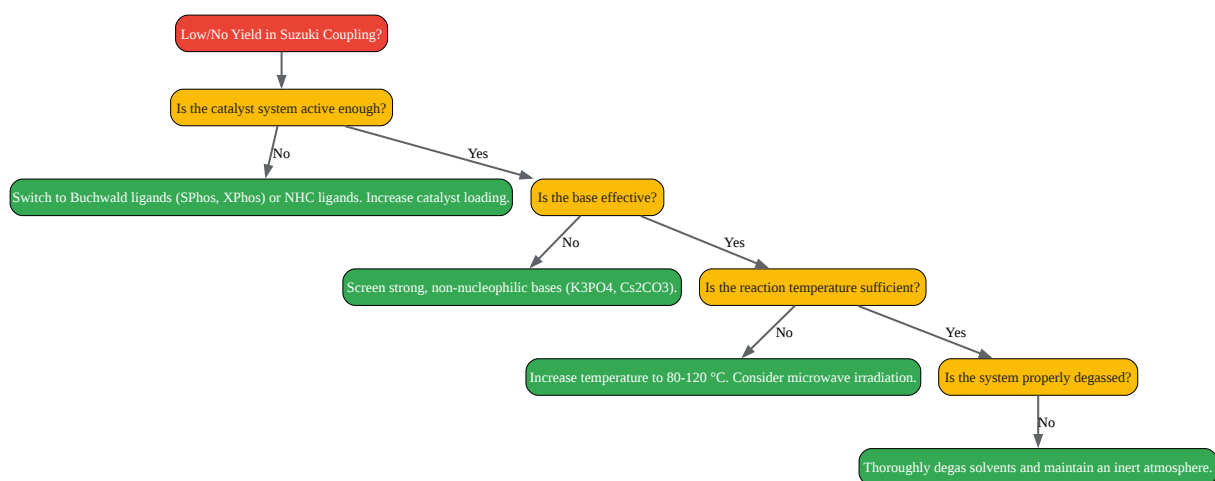 Low/No Yield in Suzuki Coupling?
Is the catalyst system active enough?
No
Yes
Switch to Buchwald ligands (SPhos, XPhos) or NHC ligands. Increase catalyst loading.
Is the base effective?
No
Yes
Screen strong, non-nucleophilic bases (K3PO4, Cs2CO3).
Is the reaction temperature sufficient?
No
Yes
Increase temperature to 80-120 °C. Consider microwave irradiation.
Is the system properly degassed?
No
Thoroughly degas solvents and maintain an inert atmosphere.